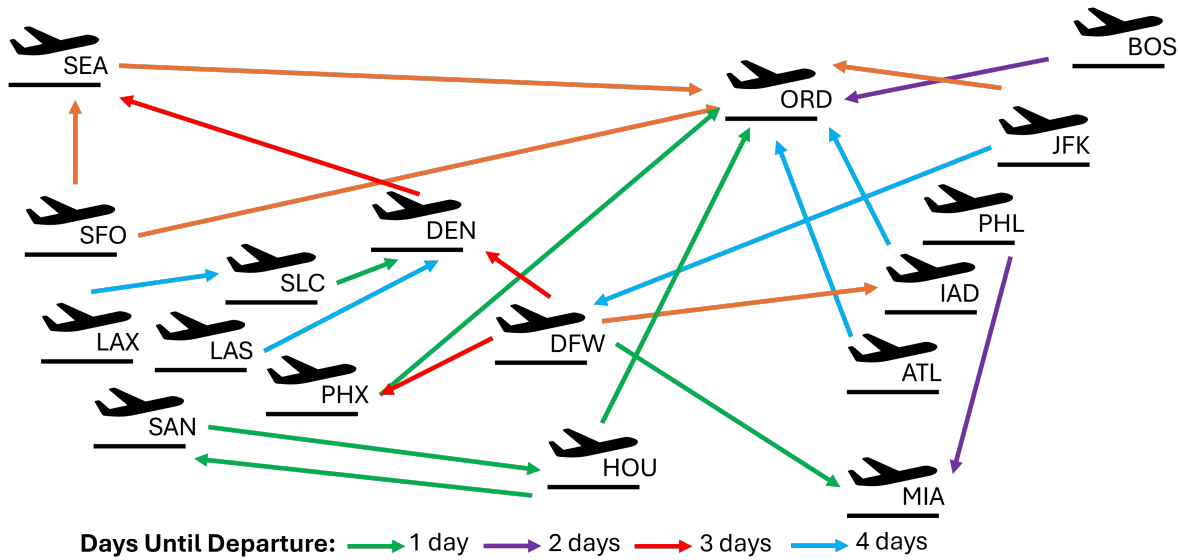 BOS
SEA
ORD
JFK
PHL
SFO
DEN
SLC
IAD
LAX
LAS
DFW
ATL
PHX
SAN
HOU
MIA
Days Until Departure: 1 day 2 days 3 days 4 days